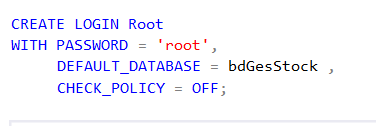 CREATE LOGIN Root
WITH PASSWORD = 'root',
DEFAULT_DATABASE = bdGesStock ,
CHECK_POLICY = OFF;